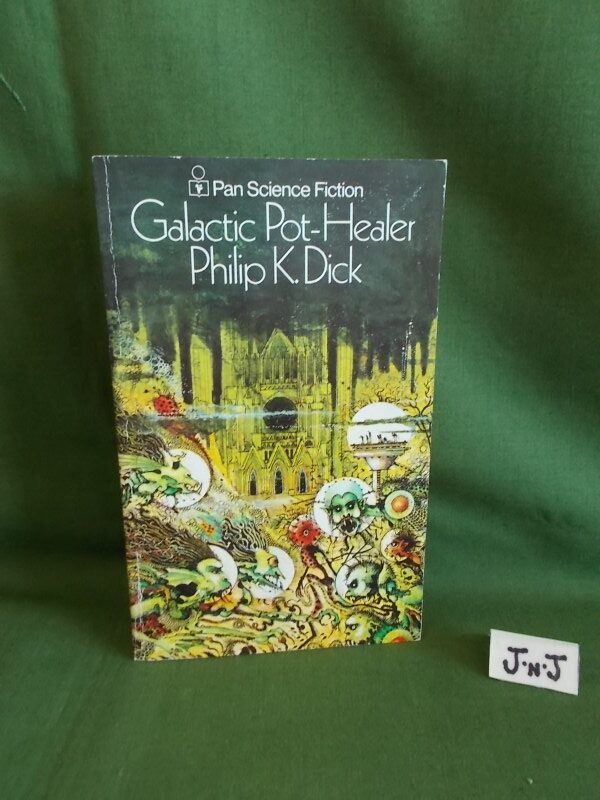 Pan Science Fiction
Galactic Pot-Healer
Philip K. Dick
J.N.J